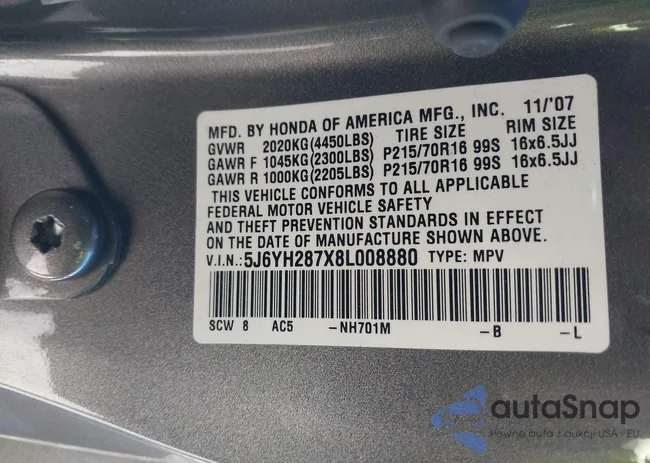 MFD. BY HONDA OF AMERICA MFG., INC. 11/'07
GVWR 2020KG(4450LBS) TIRE SIZE RIM SIZE
GAWR F 1045KG(2300LBS) P215/70R16 99S 16x6.5JJ
GAWR R 1000KG(2205LBS) P215/70R16 99S 16x6.5JJ
THIS VEHICLE CONFORMS TO ALL APPLICABLE
FEDERAL MOTOR VEHICLE SAFETY
AND THEFT PREVENTION STANDARDS IN EFFECT
ON THE DATE OF MANUFACTURE SHOWN ABOVE.
V.I.N.: 5J6YH287X8L008880 TYPE: MPV
SCW 8 AC5 -NH701M -B -L
autaSnap
Pewne auta z aukcji USA · EU